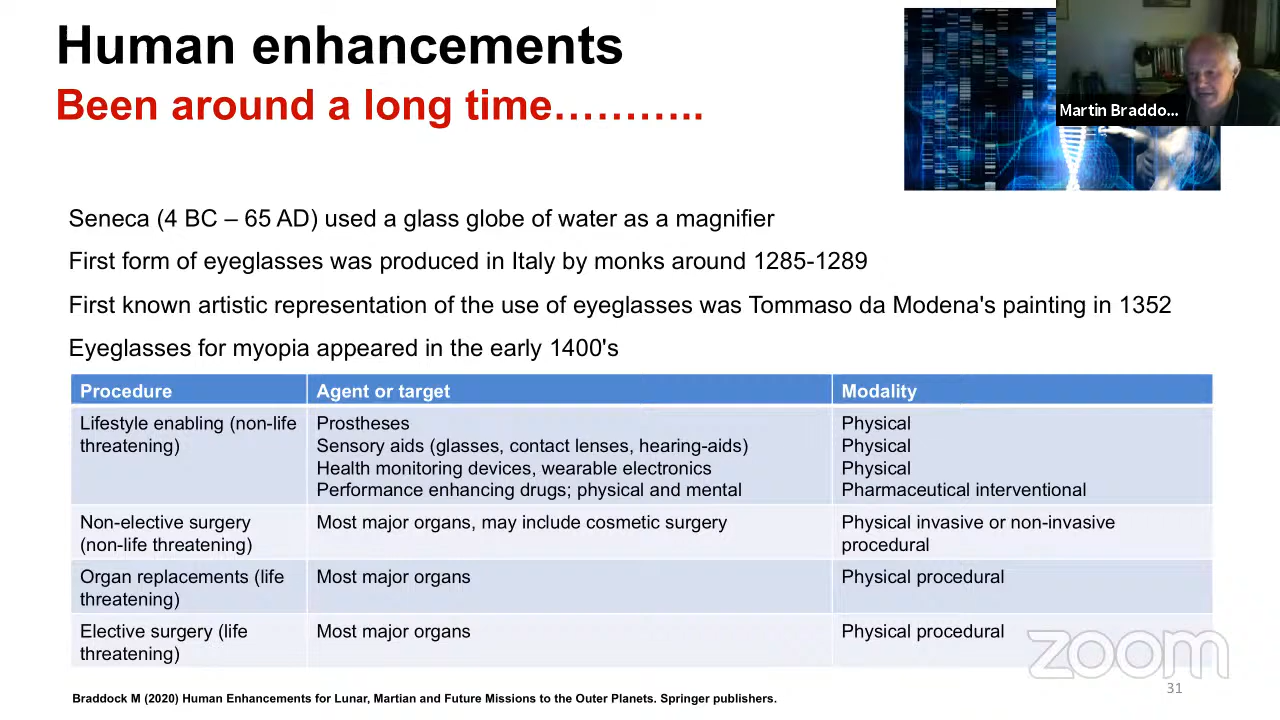 Human enhancements
Been around a long time………..
Martin Braddo...
Seneca (4 BC – 65 AD) used a glass globe of water as a magnifier
First form of eyeglasses was produced in Italy by monks around 1285-1289
First known artistic representation of the use of eyeglasses was Tommaso da Modena's painting in 1352
Eyeglasses for myopia appeared in the early 1400's
Procedure Agent or target Modality
Lifestyle enabling (non-life Prostheses Physical
threatening) Sensory aids (glasses, contact lenses, hearing-aids) Physical
Health monitoring devices, wearable electronics Physical
Performance enhancing drugs; physical and mental Pharmaceutical interventional
Non-elective surgery Most major organs, may include cosmetic surgery Physical invasive or non-invasive
(non-life threatening) procedural
Organ replacements (life Most major organs Physical procedural
threatening)
Elective surgery (life Most major organs Physical procedural
threatening)
zoom
31
Braddock M (2020) Human Enhancements for Lunar, Martian and Future Missions to the Outer Planets. Springer publishers.